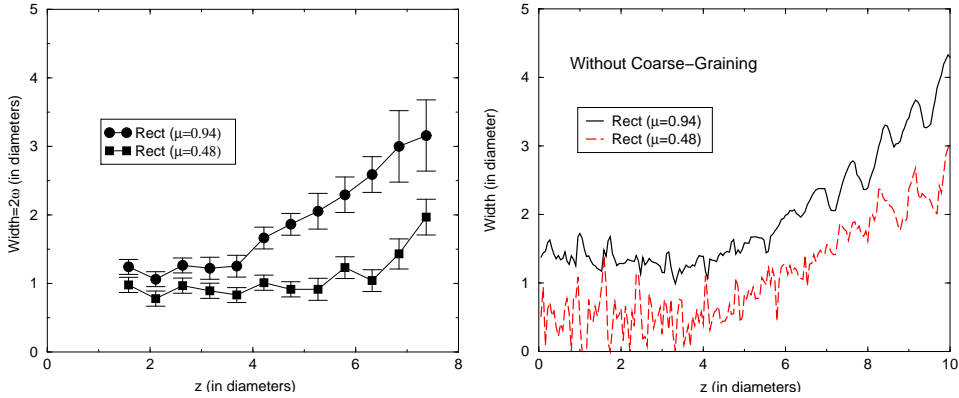 5
4
3
2
1
0
0
2
4
6
8
Width=2ω (in diameters)
z (in diameters)
Rect (μ=0.94)
Rect (μ=0.48)
5
4
3
2
1
0
0
2
4
6
8
10
Width (in diameter)
z (in diameters)
Without Coarse−Graining
Rect (μ=0.94)
Rect (μ=0.48)